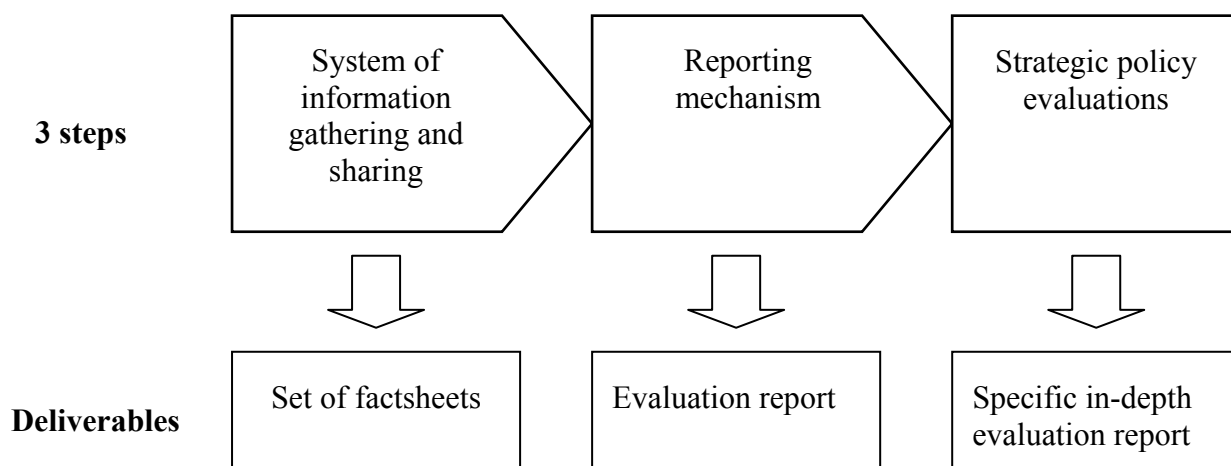 3 steps
System of
information
gathering and
sharing
Reporting
mechanism
Strategic policy
evaluations
Deliverables
Set of factsheets
Evaluation report
Specific in-depth
evaluation report